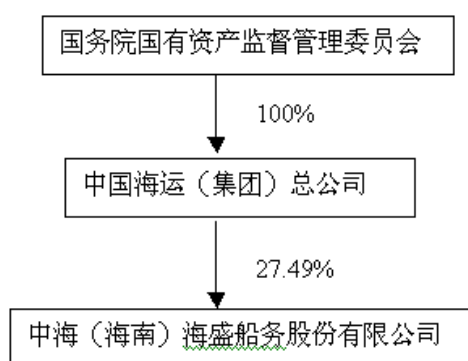 国务院国有资产监督管理委员会
100%
中国海运（集团）总公司
27.49%
中海（海南）海盛船务股份有限公司